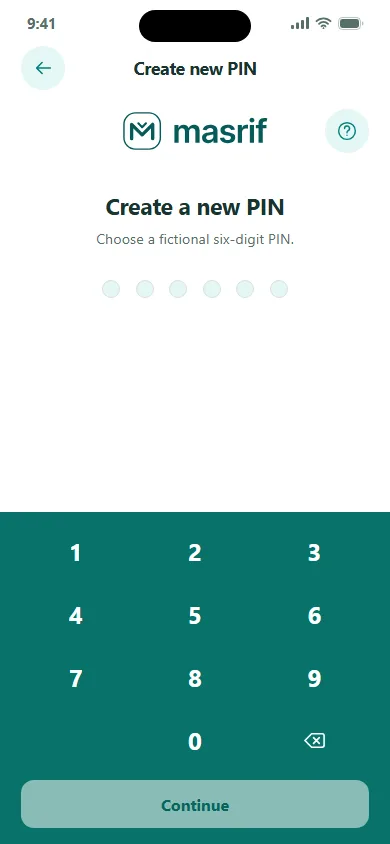 9:41
Create new PIN
masrif
Create a new PIN
Choose a fictional six-digit PIN.
1 2 3
4 5 6
7 8 9
0
Continue